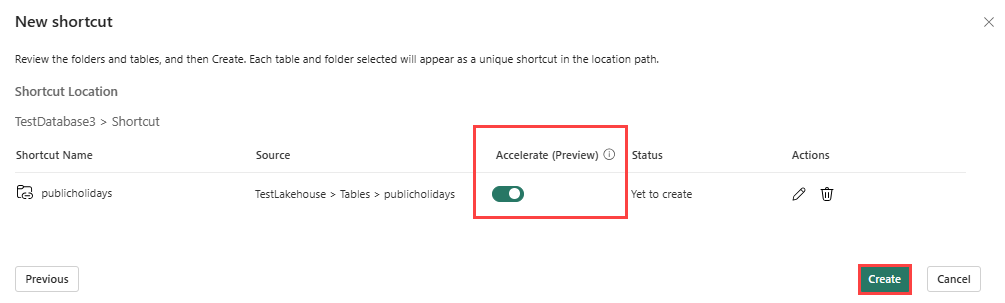 New shortcut
Review the folders and tables, and then Create. Each table and folder selected will appear as a unique shortcut in the location path.
Shortcut Location
TestDatabase3 > Shortcut
Shortcut Name Source Accelerate (Preview) Status Actions
publicholidays TestLakehouse > Tables > publicholidays Yet to create
Previous Create Cancel